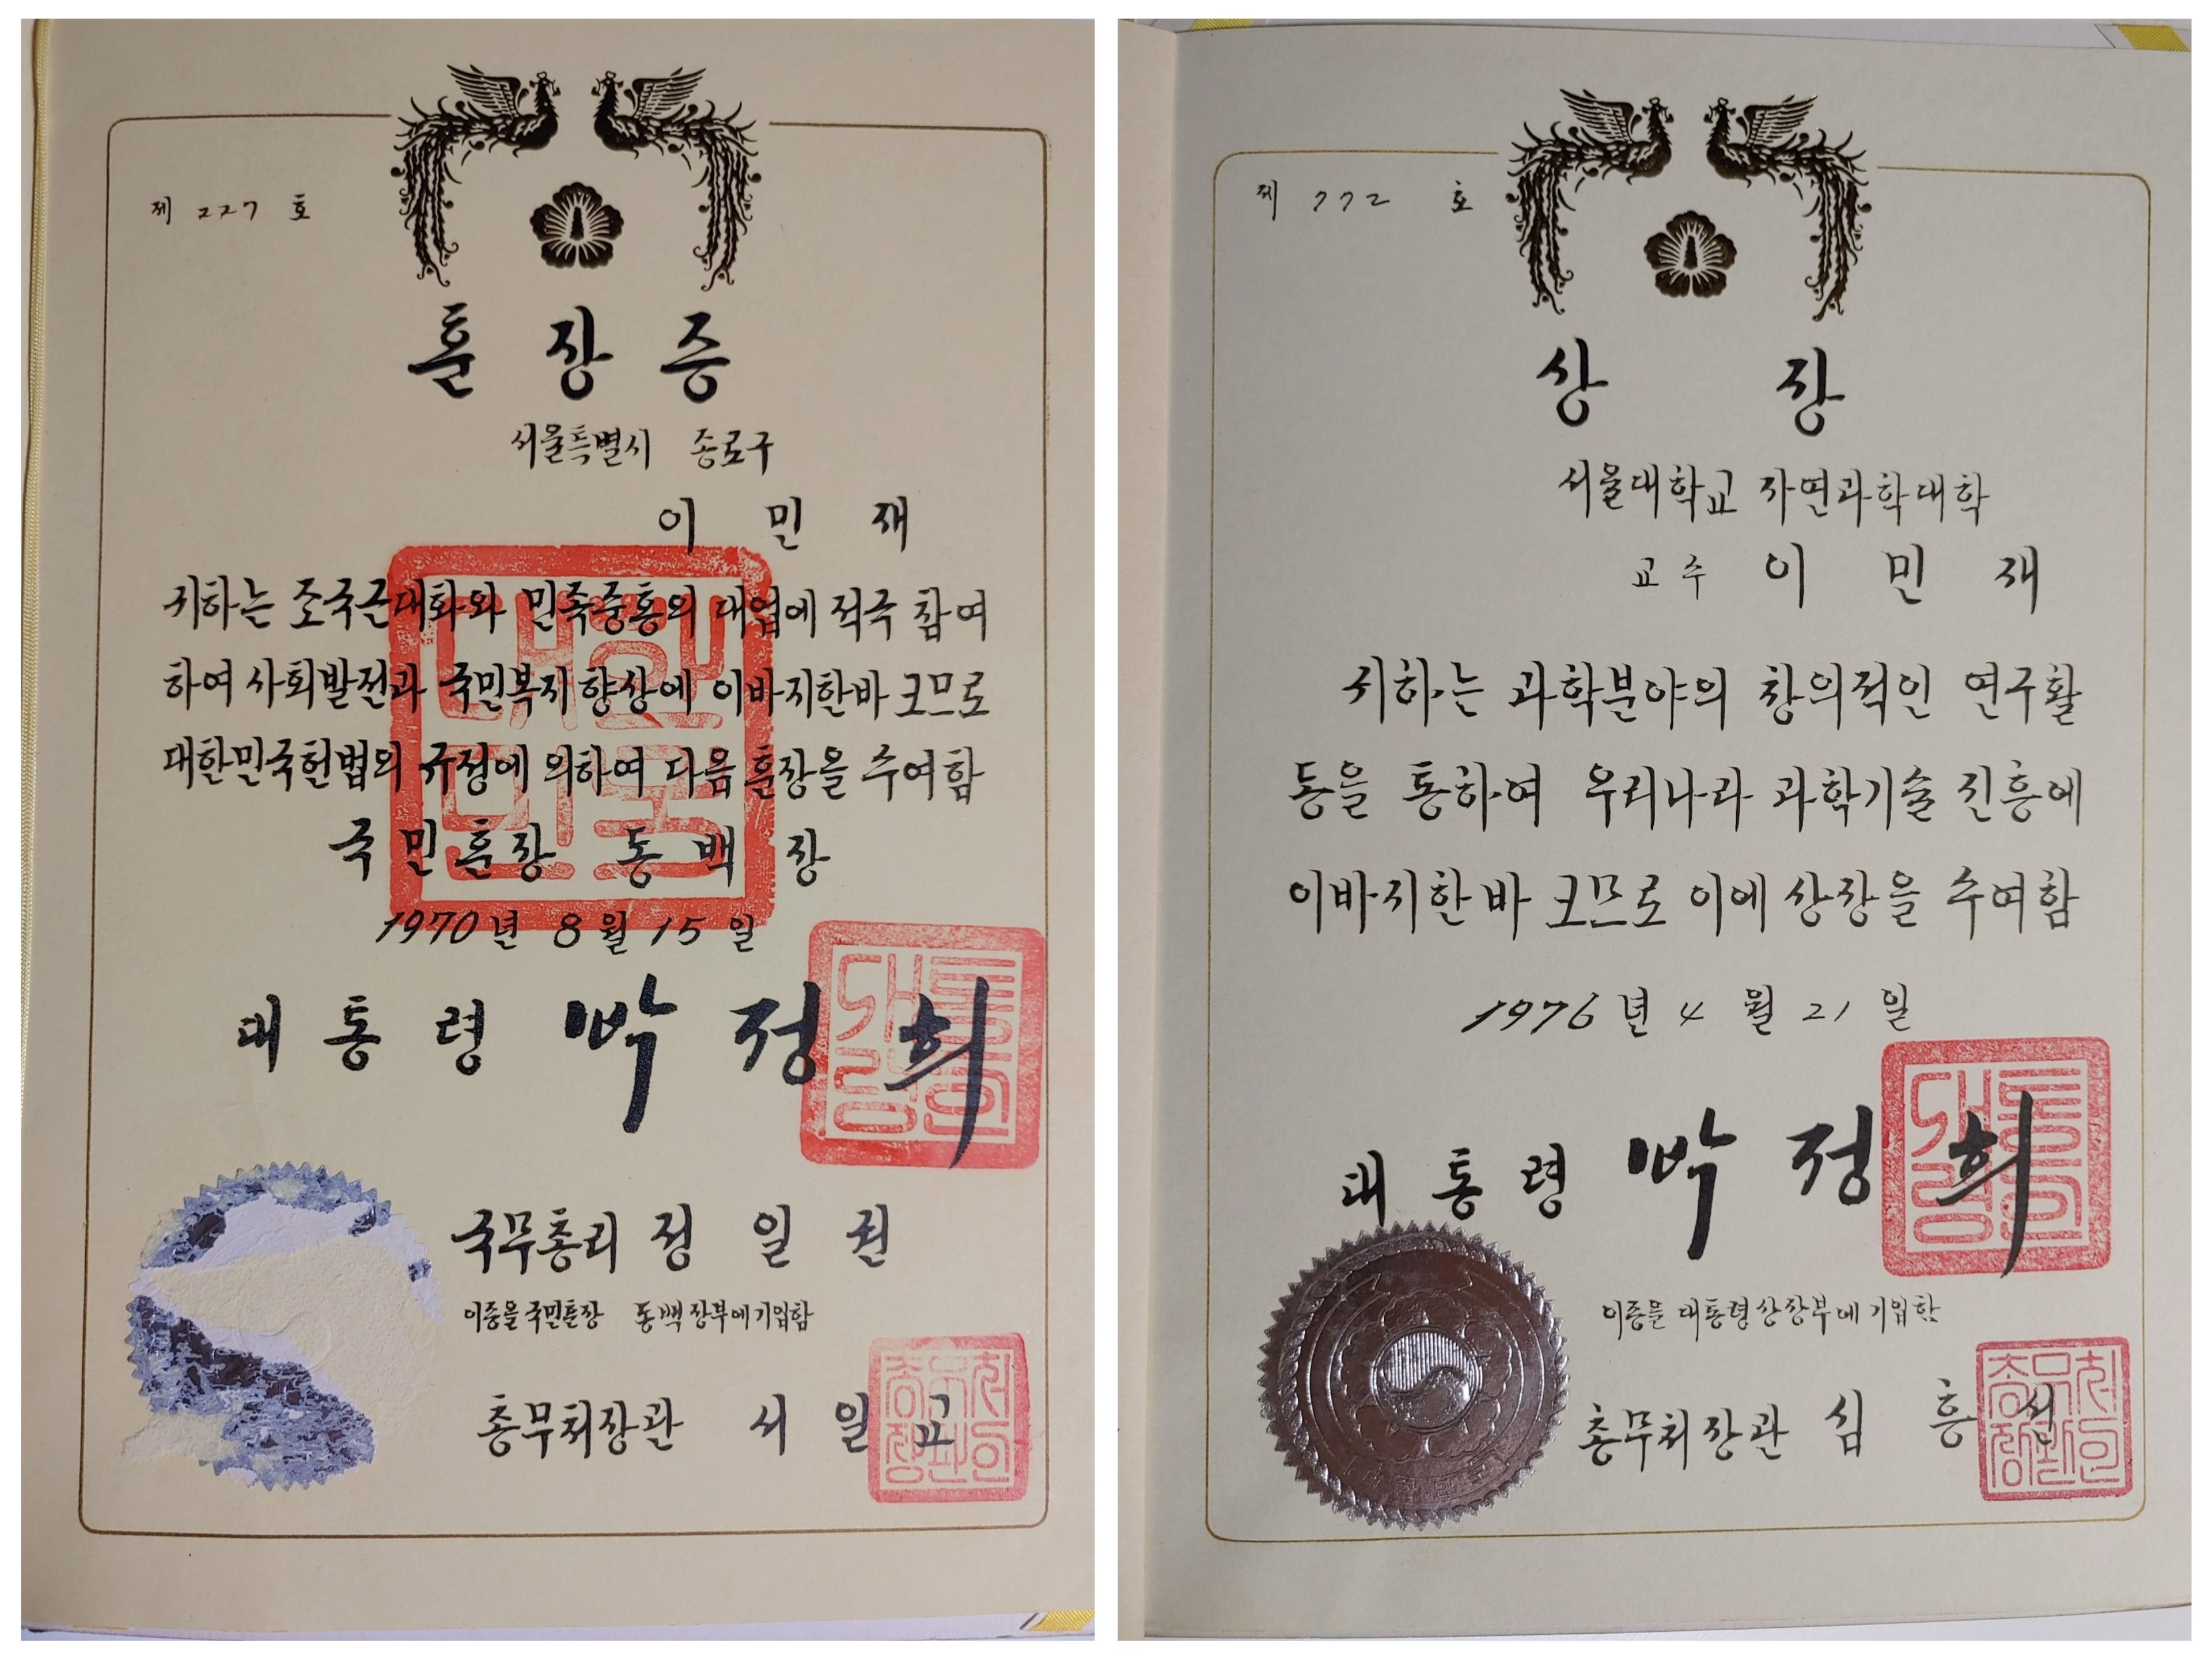 제 227 호
훈 장 증
서울특별시 종로구
이 민 재
귀하는 조국근대화와 민족중흥의 대업에 적극 참여
하여 사회발전과 국민복지 향상에 이바지한바 크므로
대한민국헌법의 규정에 의하여 다음 훈장을 수여함
국민훈장 동백장
1970년 8월 15일
대한민국
대 통 령 박 정 희
대통령인
국무총리 정 일 권
이증을 국민훈장 동백장부에기입함
총무처장관 서 일 교
총무처장관인
제 772 호
상 장
서울대학교 자연과학대학
교수 이 민 재
귀하는 과학분야의 창의적인 연구활
동을 통하여 우리나라 과학기술 진흥에
이바지한 바 크므로 이에 상장을 수여함
1976년 4월 21일
대 통 령 박 정 희
대통령인
이증을 대통령상장부에 기입함
총무처장관 심 흥 선
총무처장관인